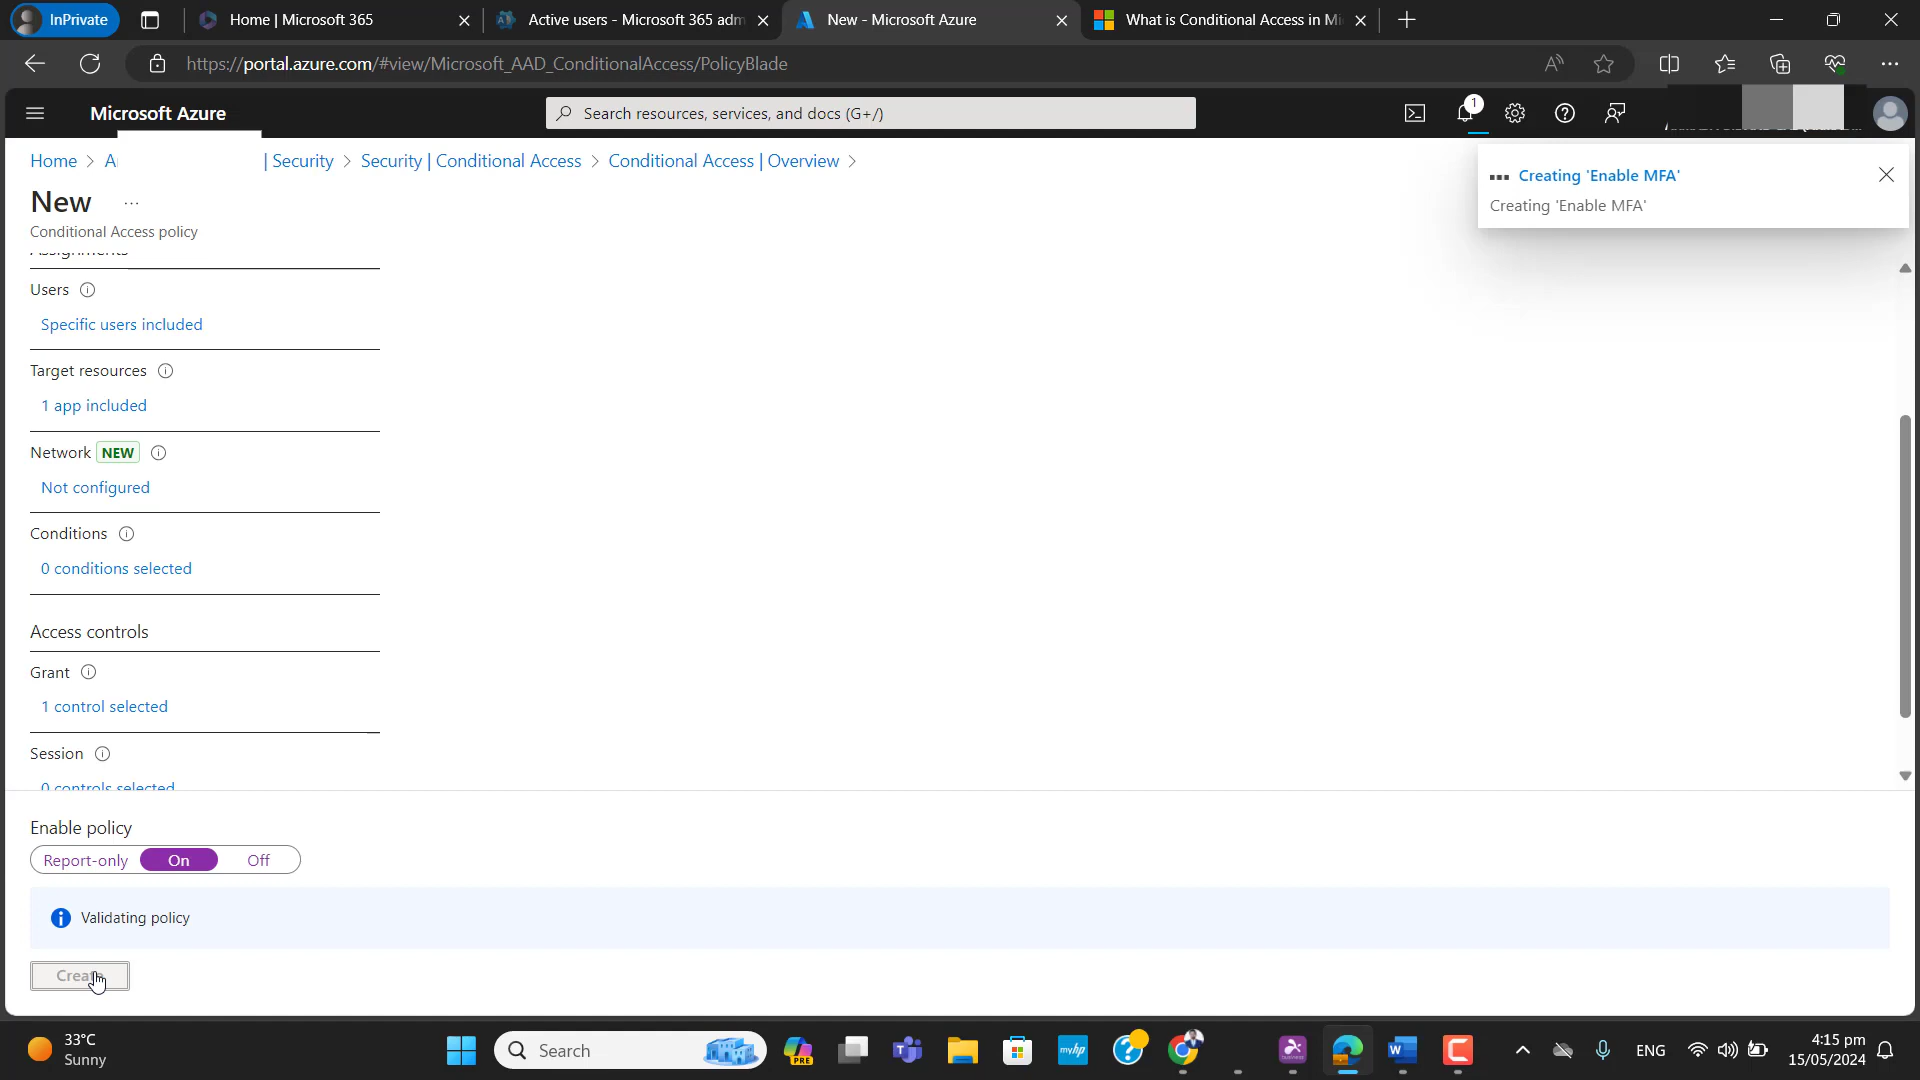 InPrivate
Home | Microsoft 365
Active users - Microsoft 365 adm
New - Microsoft Azure
What is Conditional Access in Mi
https://portal.azure.com/#view/Microsoft_AAD_ConditionalAccess/PolicyBlade
Microsoft Azure
Search resources, services, and docs (G+/)
1
Home > A | Security > Security | Conditional Access > Conditional Access | Overview >
New ...
Conditional Access policy
Creating 'Enable MFA'
Creating 'Enable MFA'
Assignments
Users
Specific users included
Target resources
1 app included
Network NEW
Not configured
Conditions
0 conditions selected
Access controls
Grant
1 control selected
Session
0 controls selected
Enable policy
Report-only On Off
Validating policy
Create
33°C
Sunny
Search
PRE
myhp
ENG
4:15 pm
15/05/2024